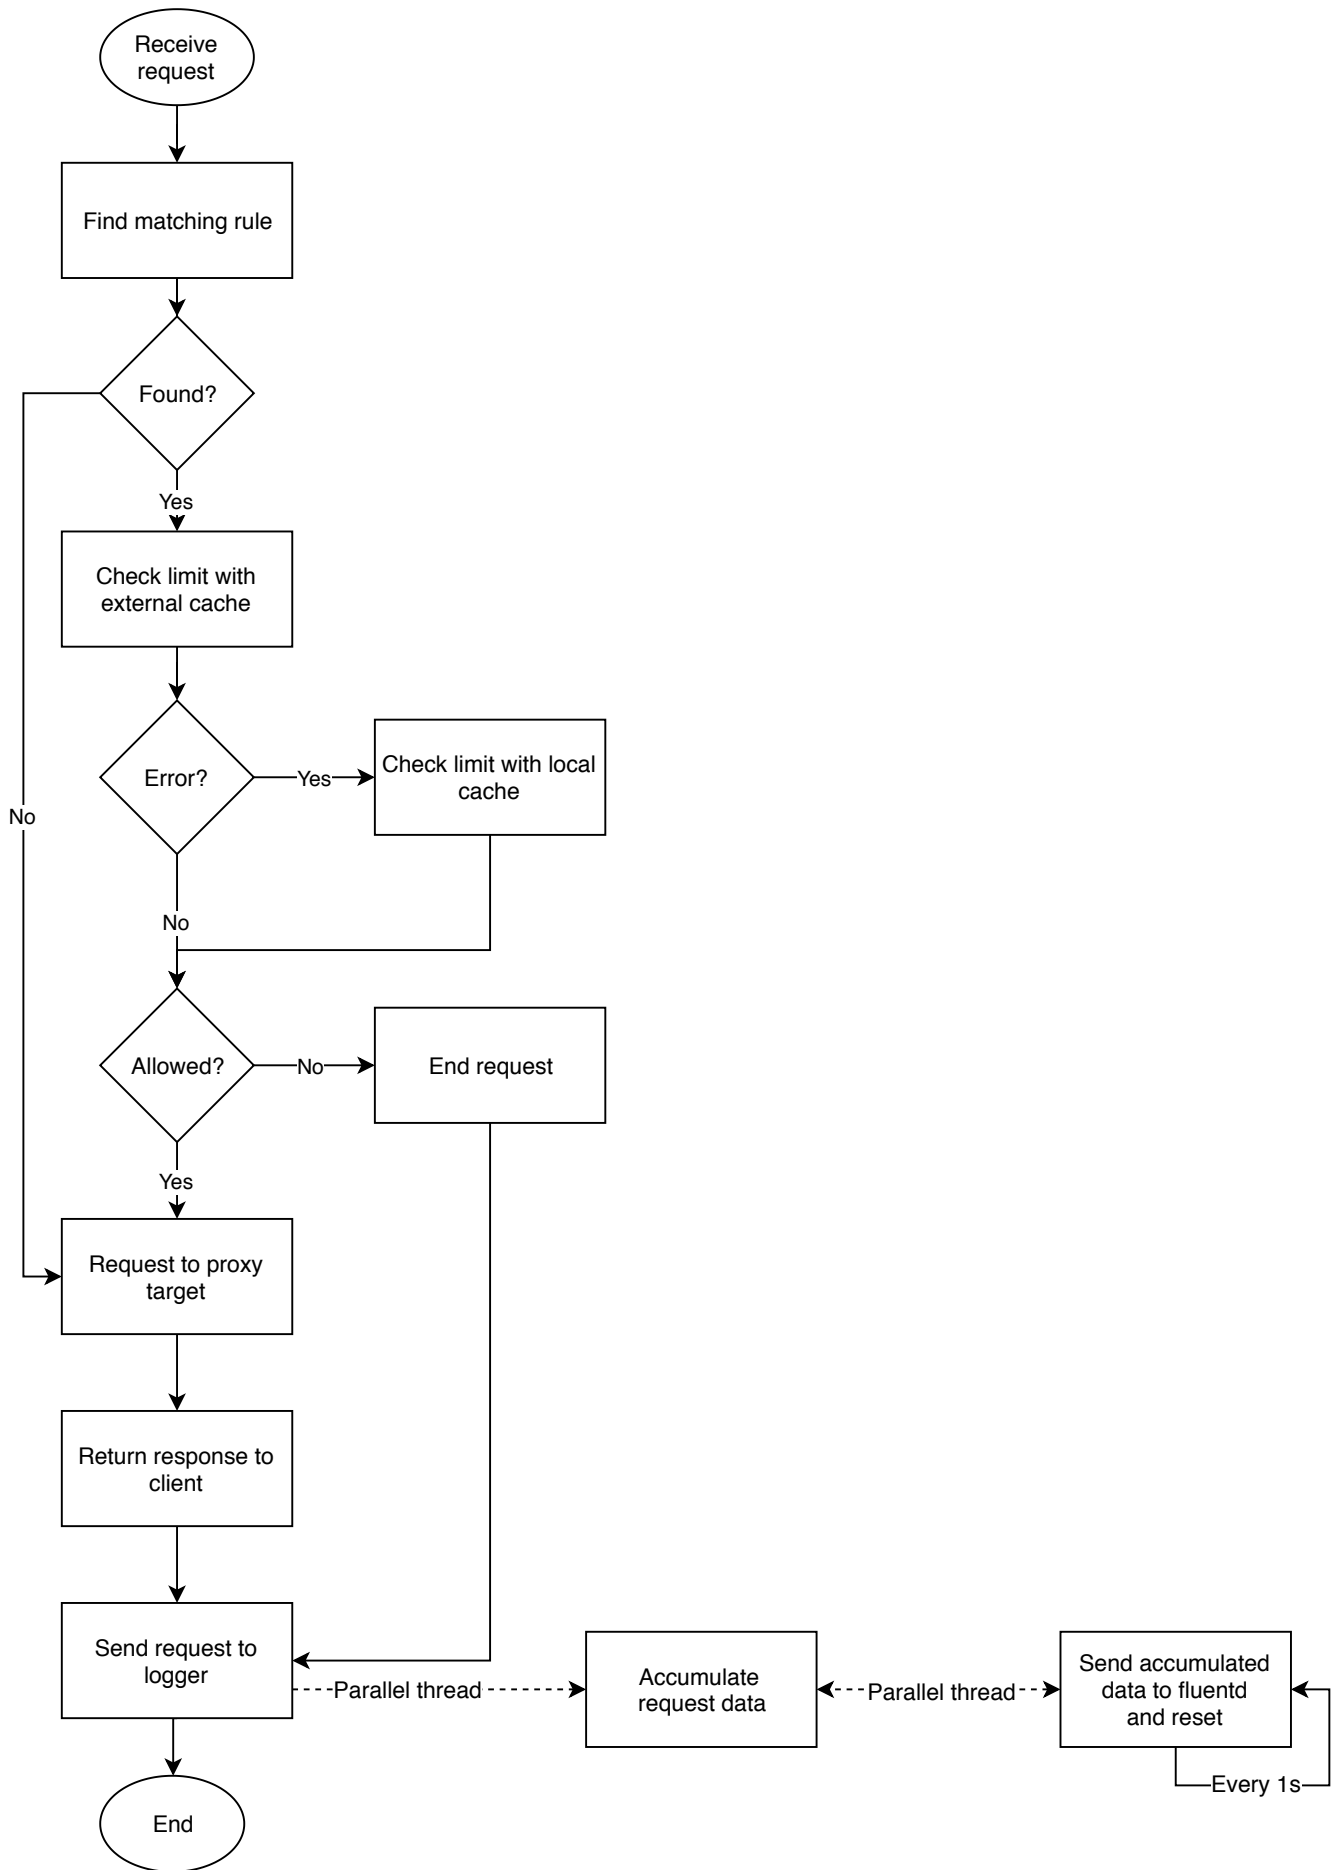 Receive
request
Find matching rule
Found?
Yes
Check limit with
external cache
Error?
Yes
Check limit with local
cache
No
No
Allowed?
No
End request
Yes
Request to proxy
target
Return response to
client
Send request to
logger
Parallel thread
Accumulate
request data
Parallel thread
Send accumulated
data to fluentd
and reset
Every 1s
End